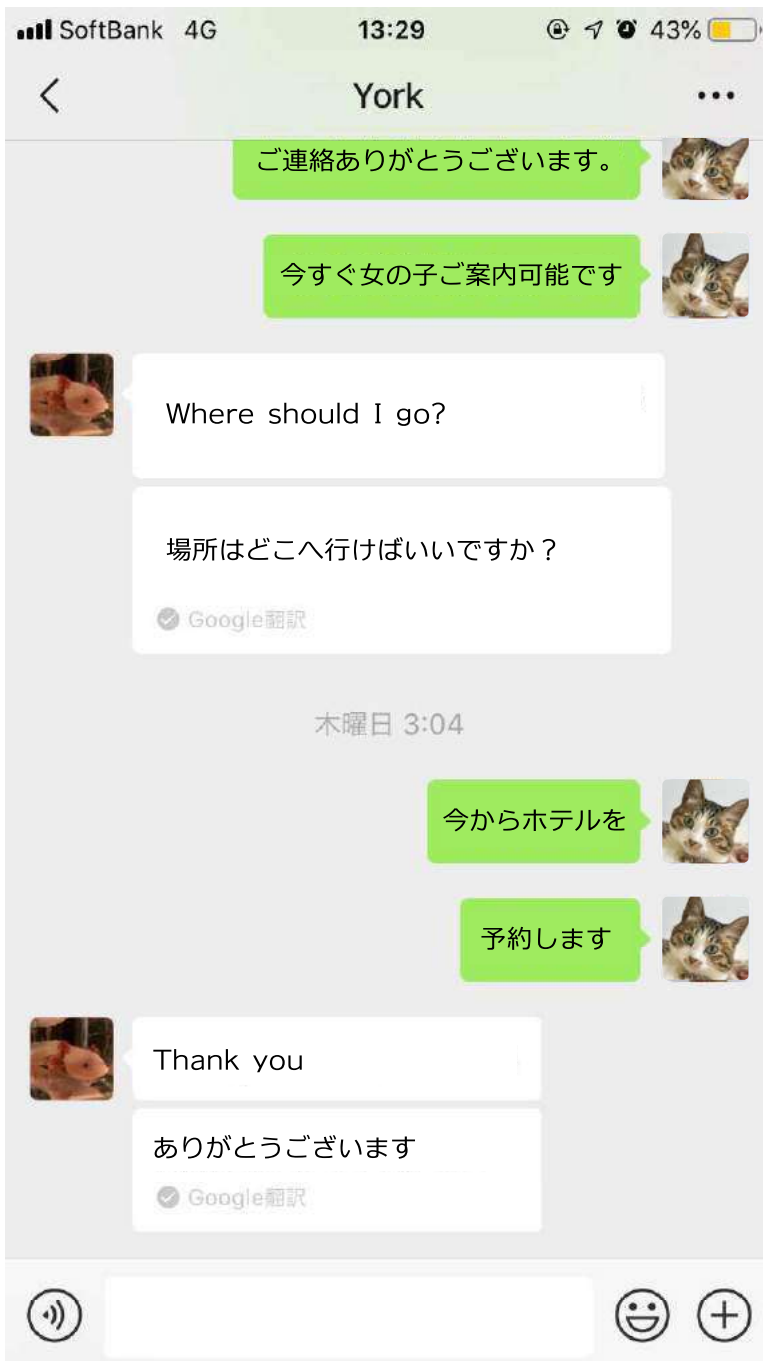 SoftBank 4G 13:29 43%
York
ご連絡ありがとうございます。
今すぐ女の子ご案内可能です
Where should I go?
場所はどこへ行けばいいですか？
Google翻訳
木曜日 3:04
今からホテルを
予約します
Thank you
ありがとうございます
Google翻訳